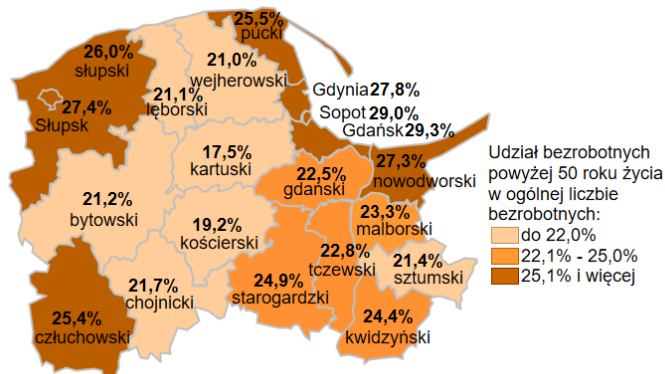 25,5%
pucki
26,0%
słupski
21,0%
wejherowski
Gdynia 27,8%
21,1%
lęborski
27,4%
Słupsk
Sopot 29,0%
Gdańsk 29,3%
17,5%
kartuski
22,5%
gdański
27,3%
nowodworski
21,2%
bytowski
19,2%
kościerski
23,3%
malborski
22,8%
tczewski
21,4%
sztumski
21,7%
chojnicki
24,9%
starogardzki
25,4%
człuchowski
24,4%
kwidzyński
Udział bezrobotnych
powyżej 50 roku życia
w ogólnej liczbie
bezrobotnych:
do 22,0%
22,1% - 25,0%
25,1% i więcej